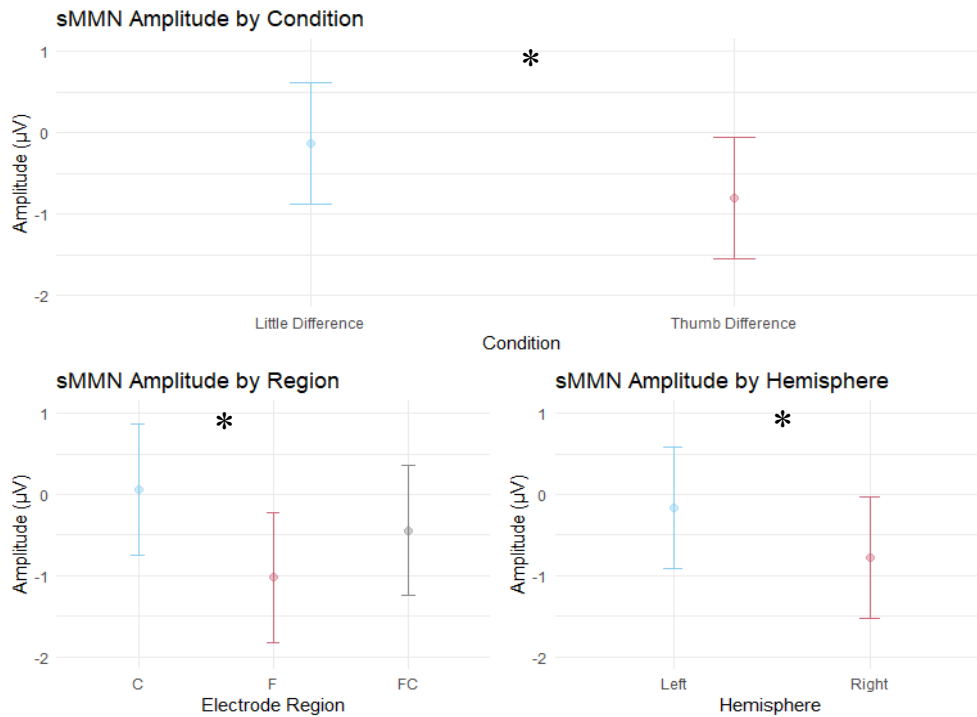 sMMN Amplitude by Condition
*
1
0
-1
-2
Amplitude (µV)
Little Difference
Thumb Difference
Condition
sMMN Amplitude by Region
*
1
0
-1
-2
Amplitude (µV)
C
F
FC
Electrode Region
sMMN Amplitude by Hemisphere
*
1
0
-1
-2
Amplitude (µV)
Left
Right
Hemisphere